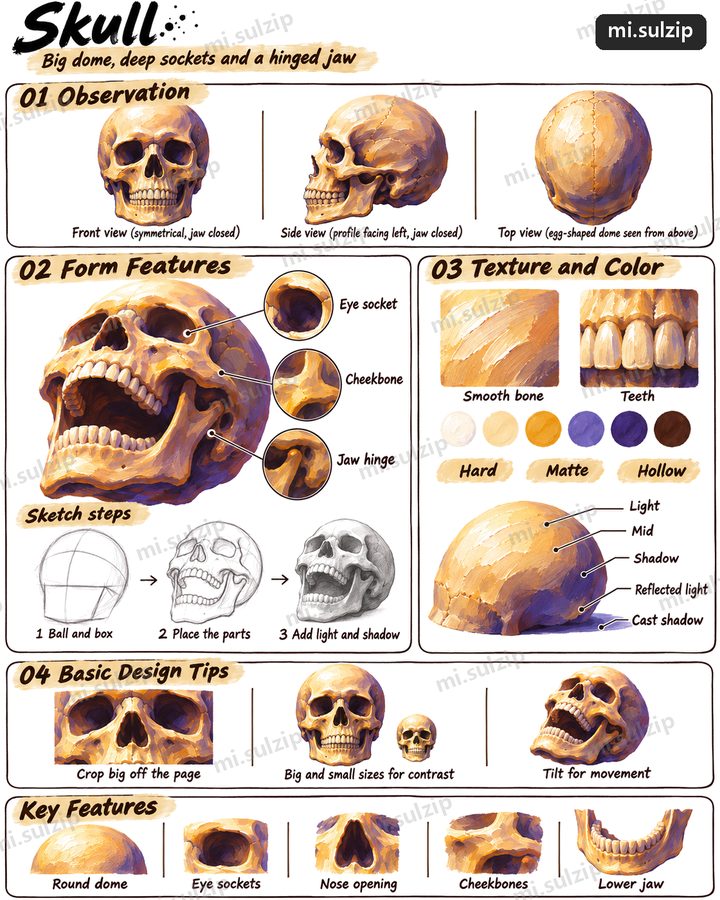 Skull
mi.sulzip
Big dome, deep sockets and a hinged jaw
01 Observation
Front view (symmetrical, jaw closed)
Side view (profile facing left, jaw closed)
Top view (egg-shaped dome seen from above)
02 Form Features
Eye socket
Cheekbone
Jaw hinge
Sketch steps
1 Ball and box
2 Place the parts
3 Add light and shadow
03 Texture and Color
Smooth bone
Teeth
Hard
Matte
Hollow
Light
Mid
Shadow
Reflected light
Cast shadow
04 Basic Design Tips
Crop big off the page
Big and small sizes for contrast
Tilt for movement
Key Features
Round dome
Eye sockets
Nose opening
Cheekbones
Lower jaw